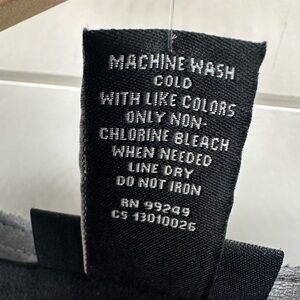 MACHINE WASH
COLD
WITH LIKE COLORS
ONLY NON-
CHLORINE BLEACH
WHEN NEEDED
LINE DRY
DO NOT IRON
RN 99249
CS 13010026